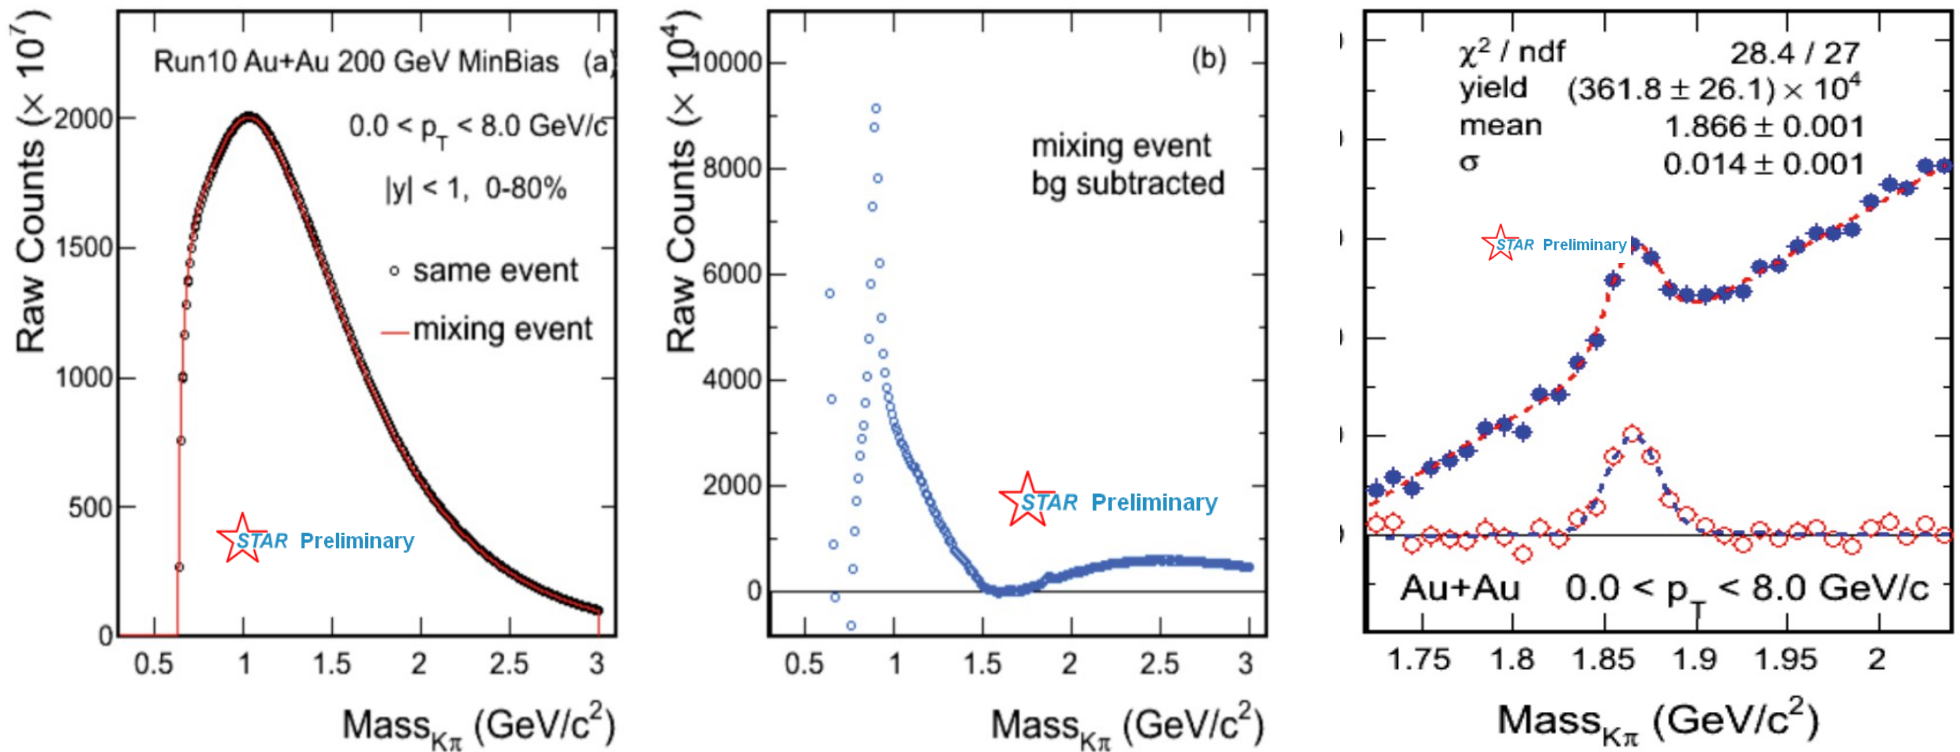 Raw Counts (× 10⁷)
Run10 Au+Au 200 GeV MinBias (a)
0.0 < p_T < 8.0 GeV/c
|y| < 1, 0-80%
same event
mixing event
STAR Preliminary
2000
1500
1000
500
0
0.5 1 1.5 2 2.5 3
Mass_Kπ (GeV/c²)
Raw Counts (× 10⁴)
(b)
mixing event
bg subtracted
STAR Preliminary
10000
8000
6000
4000
2000
0
0.5 1 1.5 2 2.5 3
Mass_Kπ (GeV/c²)
χ² / ndf 28.4 / 27
yield (361.8 ± 26.1) × 10⁴
mean 1.866 ± 0.001
σ 0.014 ± 0.001
STAR Preliminary
Au+Au 0.0 < p_T < 8.0 GeV/c
1.75 1.8 1.85 1.9 1.95 2
Mass_Kπ (GeV/c²)